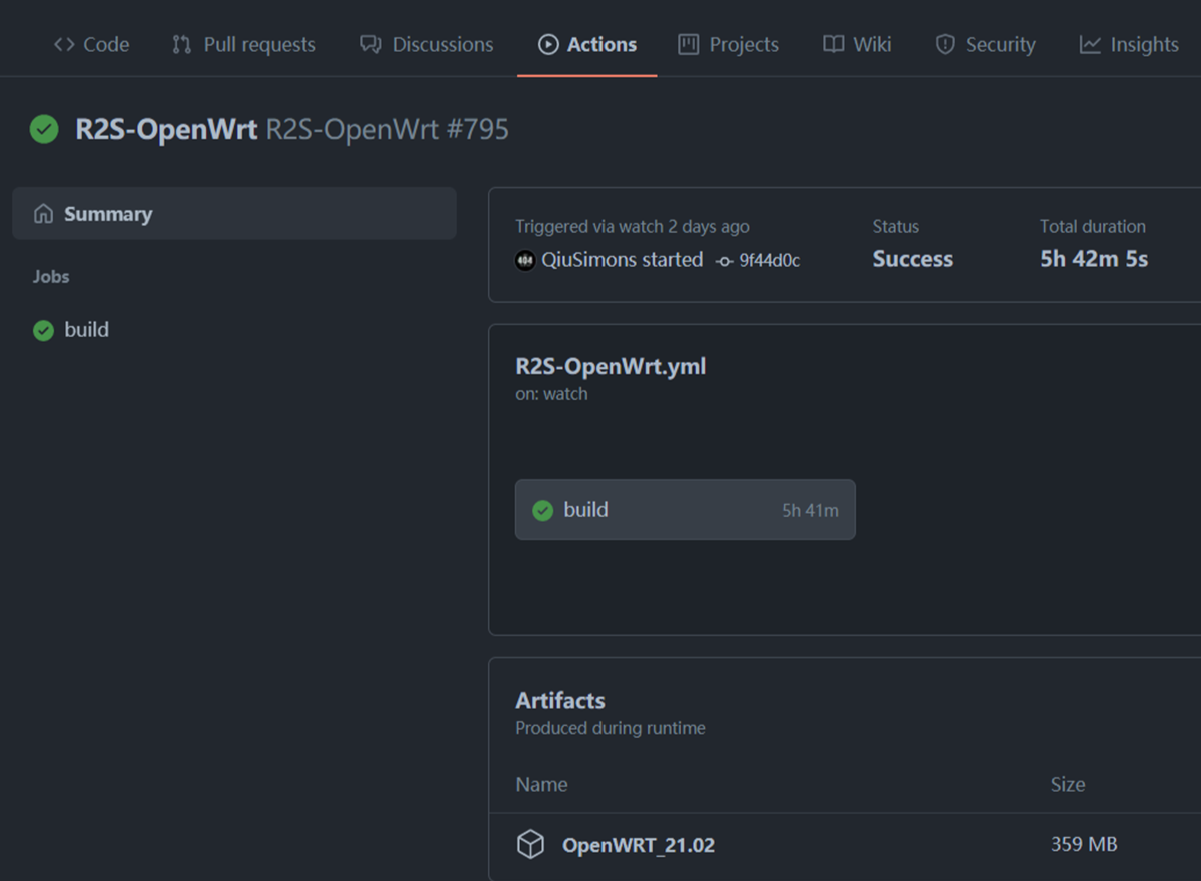 Code Pull requests Discussions Actions Projects Wiki Security Insights
R2S-OpenWrt R2S-OpenWrt #795
Summary
Jobs
build
Triggered via watch 2 days ago
QiuSimons started 9f44d0c
Status
Success
Total duration
5h 42m 5s
R2S-OpenWrt.yml
on: watch
build 5h 41m
Artifacts
Produced during runtime
Name Size
OpenWRT_21.02 359 MB